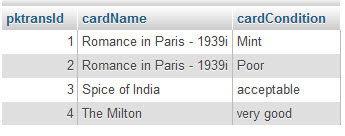 pktransId cardName cardCondition
1 Romance in Paris - 1939i Mint
2 Romance in Paris - 1939i Poor
3 Spice of India acceptable
4 The Milton very good